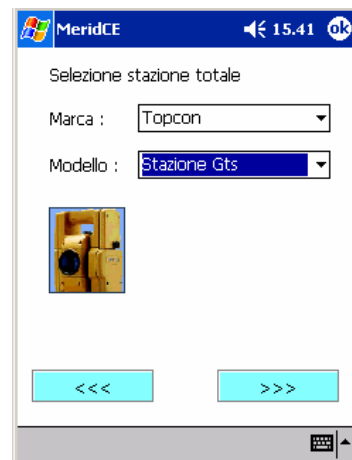 MeridCE 15.41 ok
Selezione stazione totale
Marca : Topcon
Modello : Stazione Gts
<<< >>>